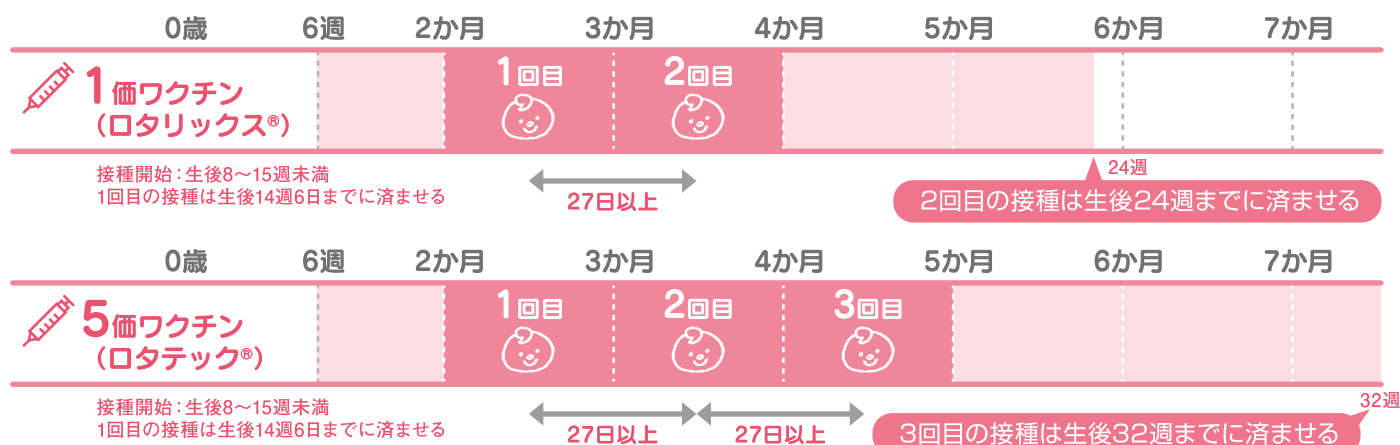 0歳 6週 2か月 3か月 4か月 5か月 6か月 7か月
1価ワクチン
（ロタリックス®）
1回目 2回目
接種開始：生後8～15週未満
1回目の接種は生後14週6日までに済ませる
27日以上
24週
2回目の接種は生後24週までに済ませる
0歳 6週 2か月 3か月 4か月 5か月 6か月 7か月
5価ワクチン
（ロタテック®）
1回目 2回目 3回目
接種開始：生後8～15週未満
1回目の接種は生後14週6日までに済ませる
27日以上 27日以上
32週
3回目の接種は生後32週までに済ませる